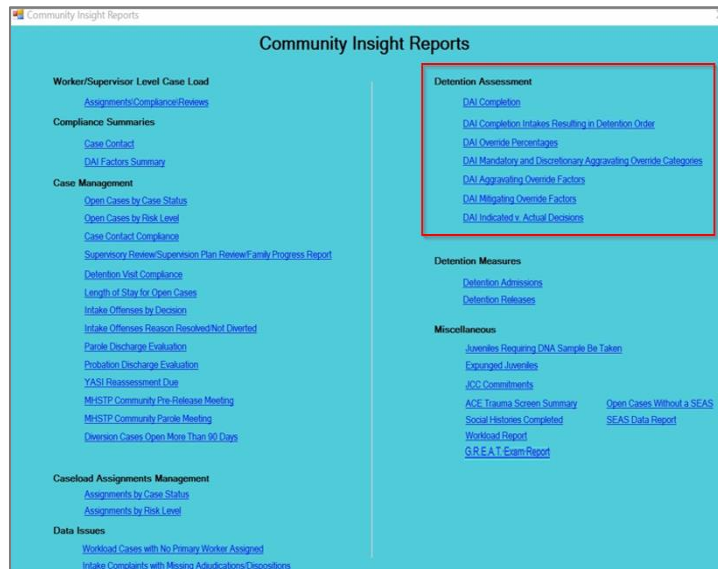 Community Insight Reports
Community Insight Reports
Worker/Supervisor Level Case Load
Assignments\Compliance\Reviews
Compliance Summaries
Case Contact
DAI Factors Summary
Case Management
Open Cases by Case Status
Open Cases by Risk Level
Case Contact Compliance
Supervisory Review/Supervision Plan Review/Family Progress Report
Detention Visit Compliance
Length of Stay for Open Cases
Intake Offenses by Decision
Intake Offenses Reason Resolved/Not Diverted
Parole Discharge Evaluation
Probation Discharge Evaluation
YASI Reassessment Due
MHSTP Community Pre-Release Meeting
MHSTP Community Parole Meeting
Diversion Cases Open More Than 90 Days
Caseload Assignments Management
Assignments by Case Status
Assignments by Risk Level
Data Issues
Workload Cases with No Primary Worker Assigned
Intake Complaints with Missing Adjudications/Dispositions
Detention Assessment
DAI Completion
DAI Completion Intakes Resulting in Detention Order
DAI Override Percentages
DAI Mandatory and Discretionary Aggravating Override Categories
DAI Aggravating Override Factors
DAI Mitigating Override Factors
DAI Indicated v. Actual Decisions
Detention Measures
Detention Admissions
Detention Releases
Miscellaneous
Juveniles Requiring DNA Sample Be Taken
Expunged Juveniles
JCC Commitments
ACE Trauma Screen Summary
Open Cases Without a SEAS
Social Histories Completed
SEAS Data Report
Workload Report
G.R.E.A.T. Exam Report